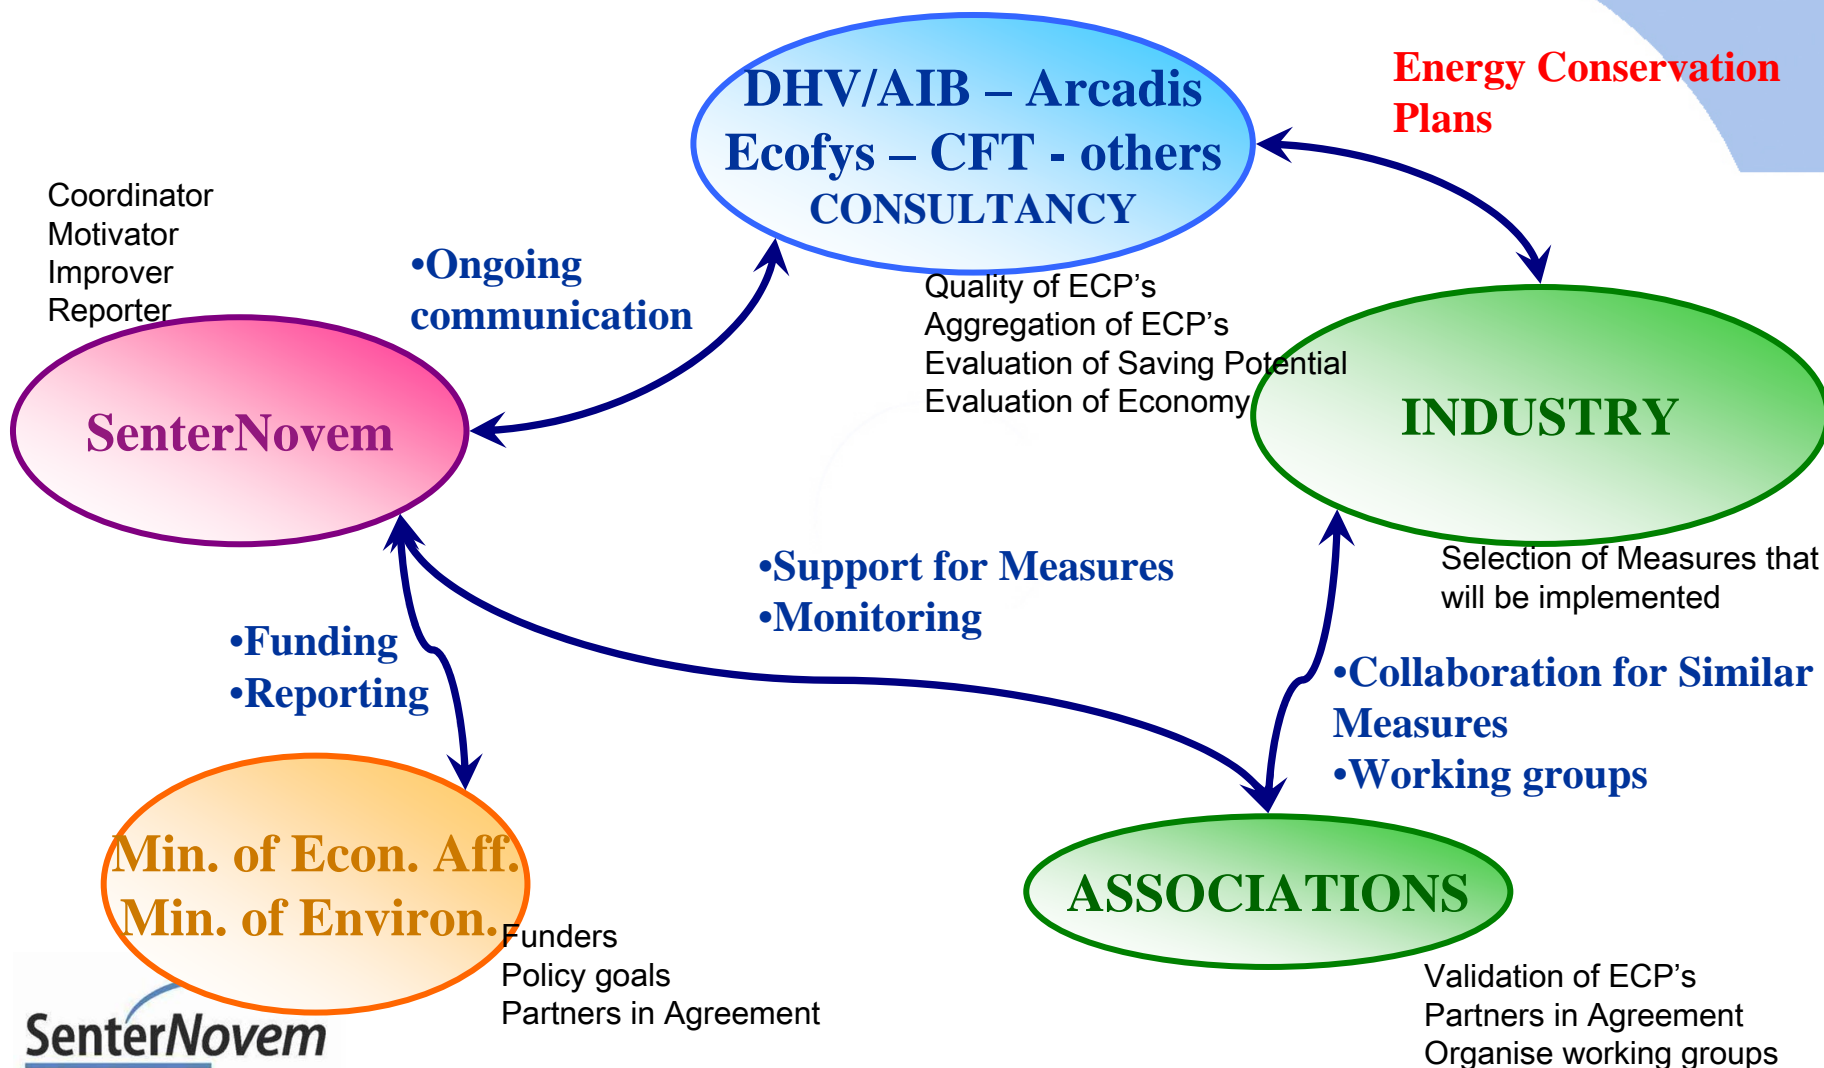 DHV/AIB – Arcadis
Ecofys – CFT - others
CONSULTANCY
Energy Conservation
Plans
Coordinator
Motivator
Improver
Reporter
•Ongoing
communication
Quality of ECP's
Aggregation of ECP's
Evaluation of Saving Potential
Evaluation of Economy
SenterNovem
INDUSTRY
Selection of Measures that
will be implemented
•Support for Measures
•Monitoring
•Funding
•Reporting
•Collaboration for Similar
Measures
•Working groups
Min. of Econ. Aff.
Min. of Environ.
Funders
Policy goals
Partners in Agreement
ASSOCIATIONS
Validation of ECP's
Partners in Agreement
Organise working groups
SenterNovem